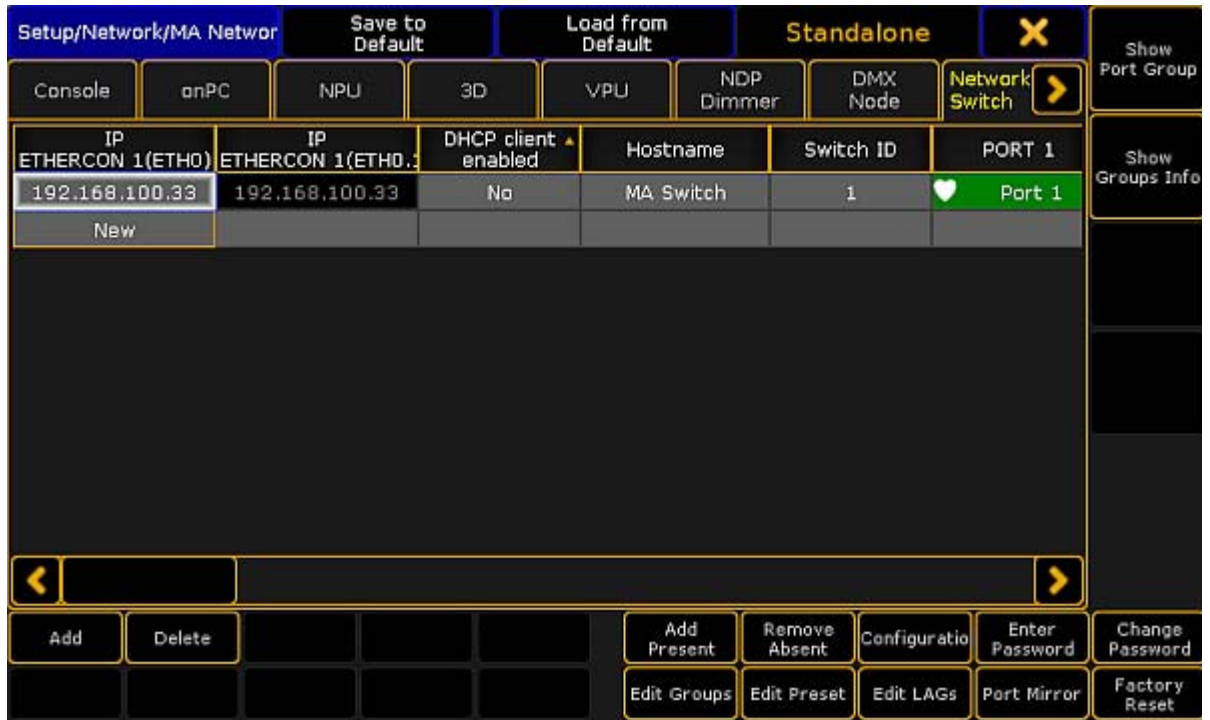 Setup/Network/MA Networ
Save to
Default
Load from
Default
Standalone
Show
Port Group
Console
onPC
NPU
3D
VPU
NDP
Dimmer
DMX
Node
Network
Switch
IP
ETHERCON 1(ETH0)
IP
ETHERCON 1(ETH0.1
DHCP client
enabled
Hostname
Switch ID
PORT 1
Show
Groups Info
192.168.100.33
192.168.100.33
No
MA Switch
1
Port 1
New
Add
Delete
Add
Present
Remove
Absent
Configuratio
Enter
Password
Change
Password
Edit Groups
Edit Preset
Edit LAGs
Port Mirror
Factory
Reset